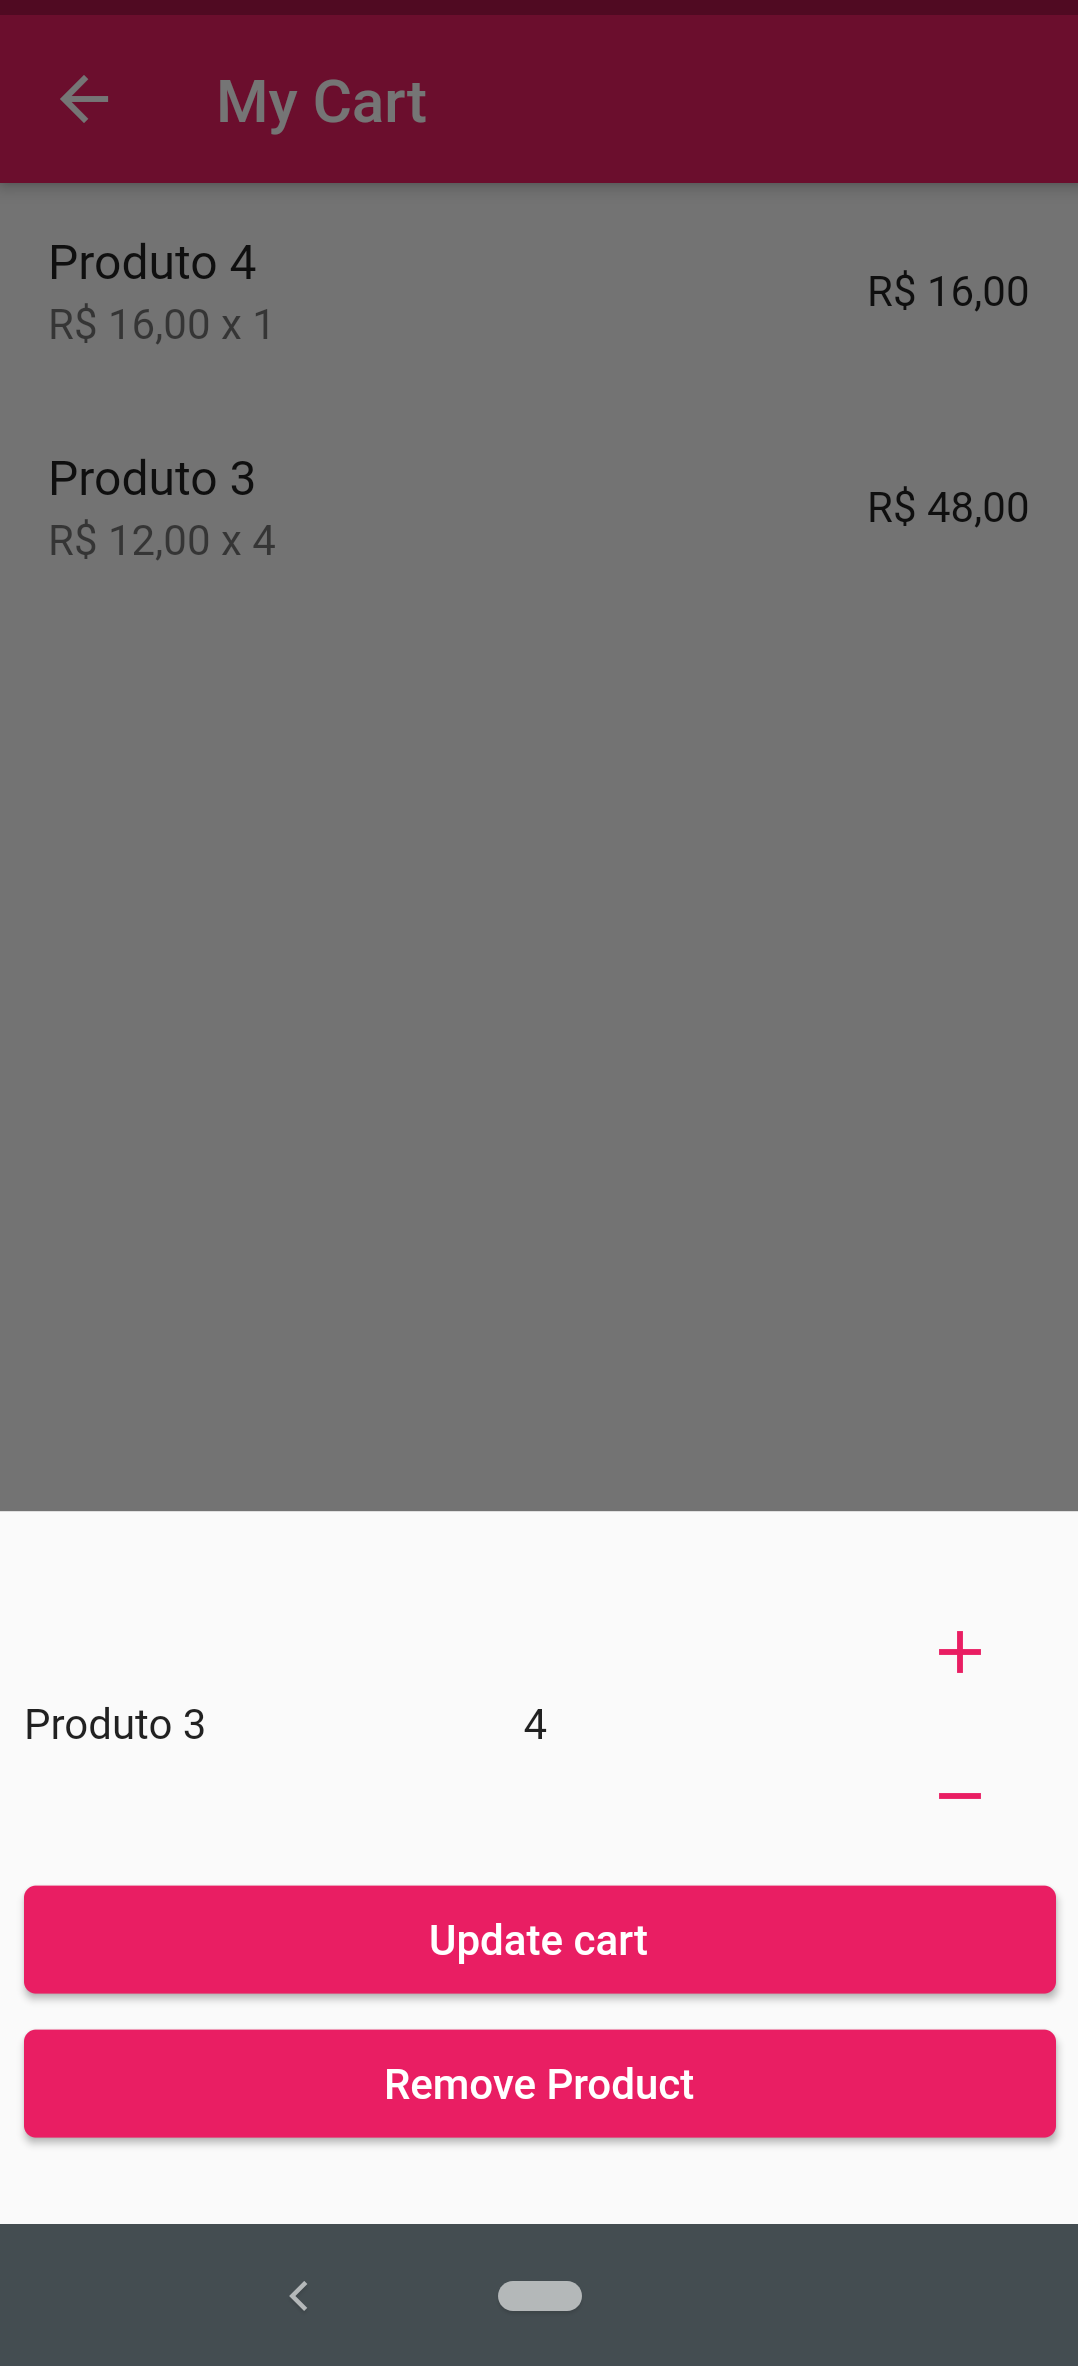 My Cart
Produto 4
R$ 16,00 x 1
R$ 16,00
Produto 3
R$ 12,00 x 4
R$ 48,00
Produto 3
4
Update cart
Remove Product